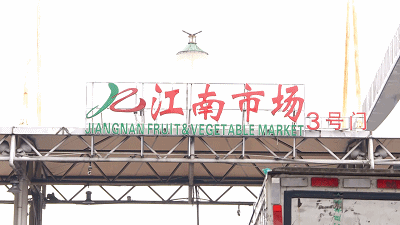 江南市场
3号门
JIANGNAN FRUIT & VEGETABLE MARKET